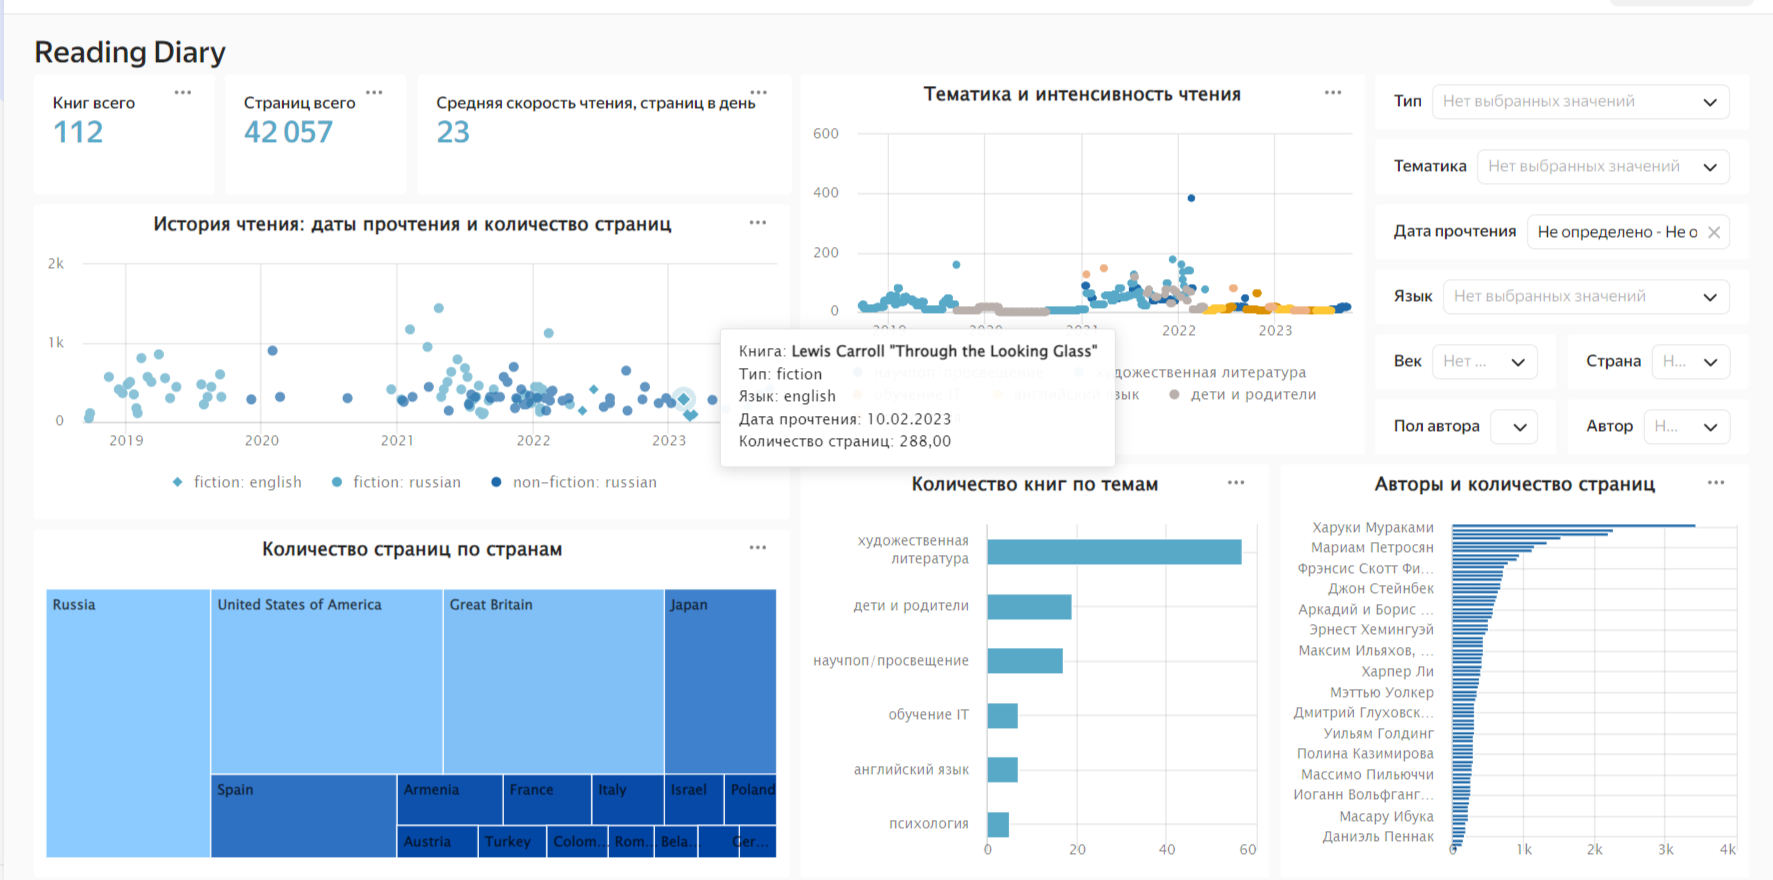 Reading Diary
Книг всего
112
Страниц всего
42 057
Средняя скорость чтения, страниц в день
23
История чтения: даты прочтения и количество страниц
2k
1k
0
2019
2020
2021
2022
2023
fiction: english
fiction: russian
non-fiction: russian
Тематика и интенсивность чтения
600
400
200
0
2019
2020
2021
2022
2023
научпоп/просвещение
художественная литература
обучение IT
английский язык
дети и родители
Книга: Lewis Carroll "Through the Looking Glass"
Тип: fiction
Язык: english
Дата прочтения: 10.02.2023
Количество страниц: 288,00
Тип
Нет выбранных значений
Тематика
Нет выбранных значений
Дата прочтения
Не определено - Не о
Язык
Нет выбранных значений
Век
Нет ...
Страна
Н...
Пол автора
Автор
Н...
Количество страниц по странам
Russia
United States of America
Great Britain
Japan
Spain
Armenia
France
Italy
Israel
Poland
Austria
Turkey
Colom...
Rom...
Bela...
Ger...
Количество книг по темам
художественная
литература
дети и родители
научпоп/просвещение
обучение IT
английский язык
психология
0
20
40
60
Авторы и количество страниц
Харуки Мураками
Мариам Петросян
Фрэнсис Скотт Фи...
Джон Стейнбек
Аркадий и Борис ...
Эрнест Хемингуэй
Максим Ильяхов, ...
Харпер Ли
Мэттью Уолкер
Дмитрий Глуховск...
Уильям Голдинг
Полина Казимирова
Массимо Пильюччи
Иоганн Вольфганг...
Масару Ибука
Даниэль Пеннак
0
1k
2k
3k
4k